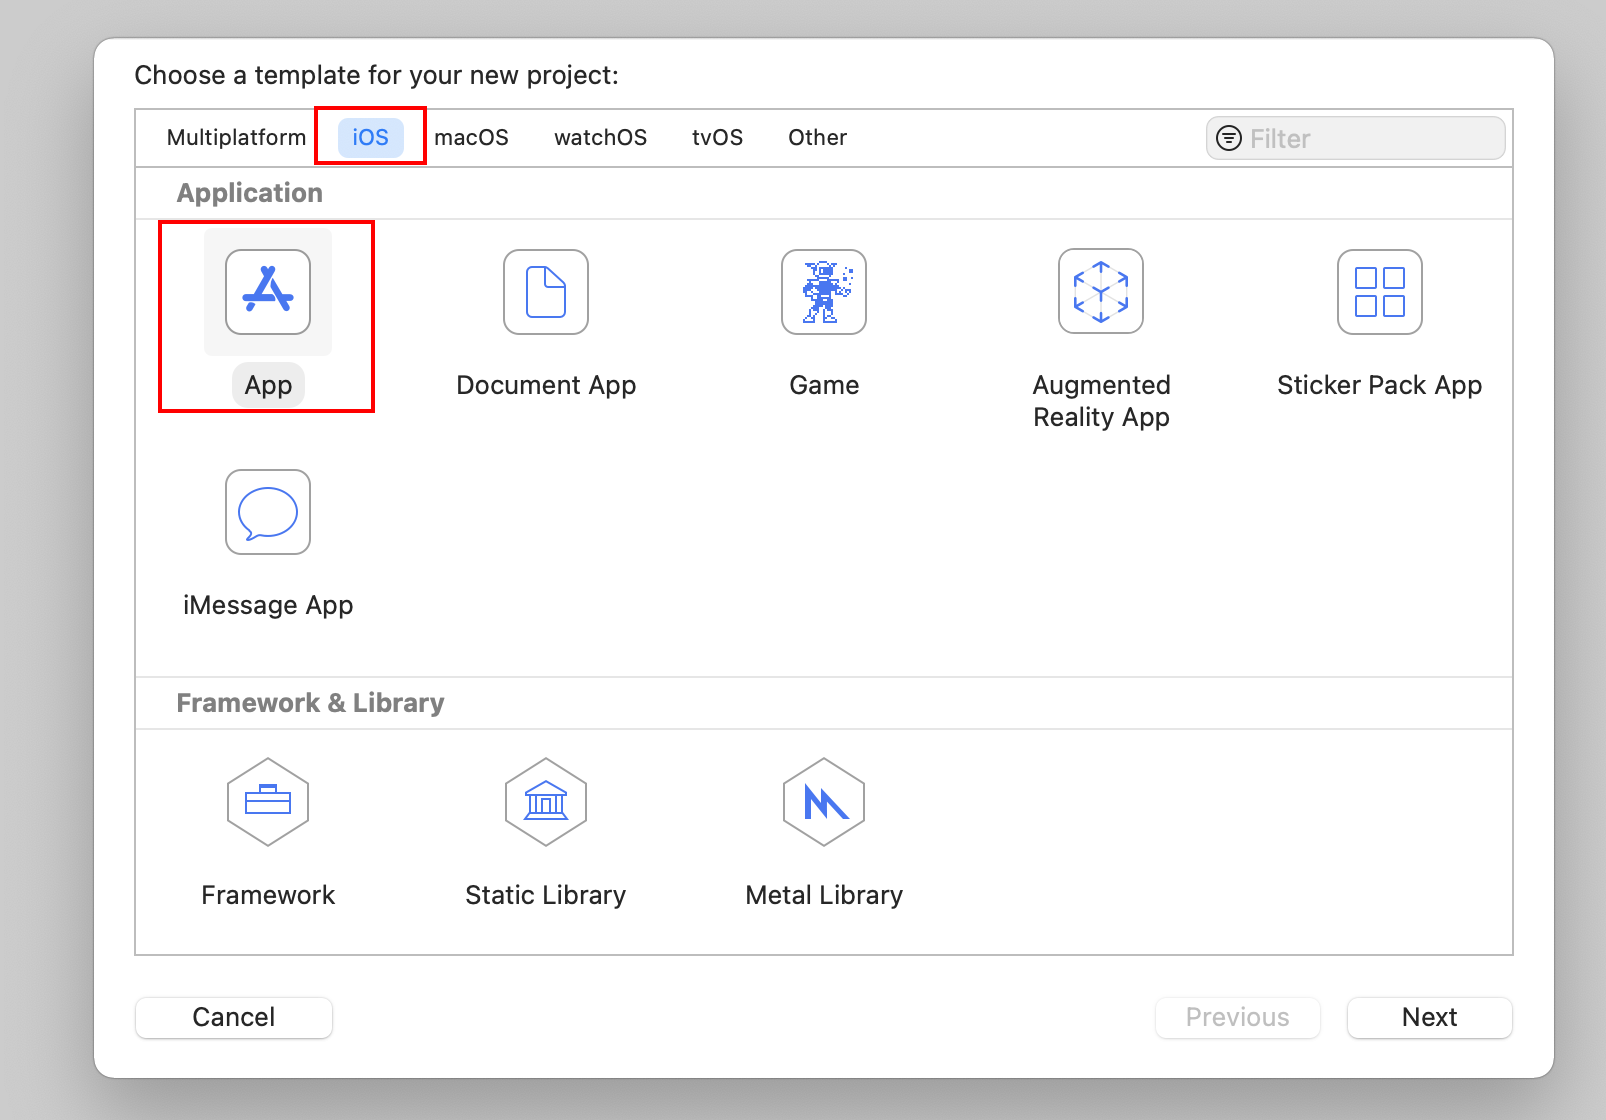 Choose a template for your new project:
Multiplatform iOS macOS watchOS tvOS Other Filter
Application
App Document App Game Augmented Reality App Sticker Pack App
iMessage App
Framework & Library
Framework Static Library Metal Library
Cancel Previous Next